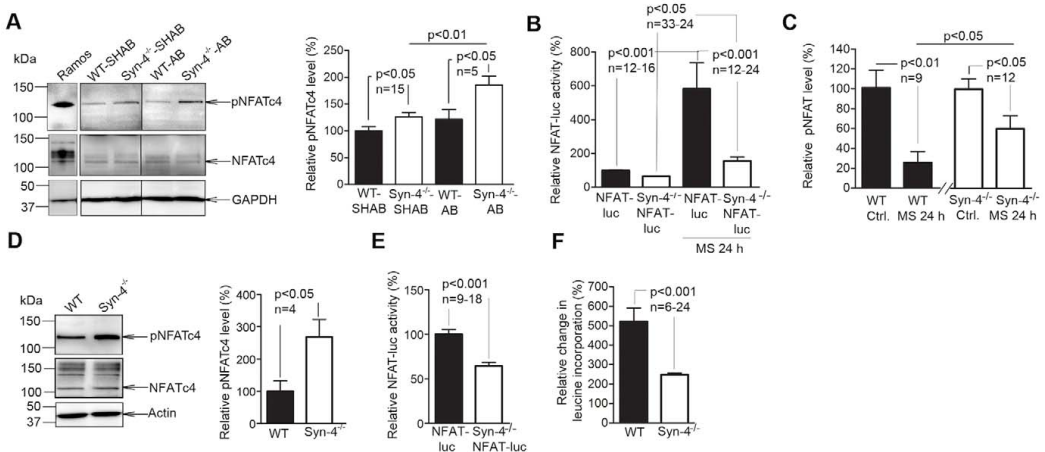 A
kDa
Ramos
WT-SHAB
Syn-4-/--SHAB
WT-AB
Syn-4-/--AB
150
100
pNFATc4
150
100
NFATc4
50
37
GAPDH
Relative pNFATc4 level (%)
250
200
150
100
50
0
p<0.01
p<0.05
n=15
p<0.05
n=5
WT-
SHAB
Syn-4-/-
SHAB
WT-
AB
Syn-4-/-
AB
B
Relative NFAT-luc activity (%)
800
600
400
200
0
p<0.05
n=33-24
p<0.001
n=12-16
p<0.001
n=12-24
NFAT-
luc
Syn-4-/-
NFAT-
luc
NFAT-
luc
Syn-4-/-
NFAT-
luc
MS 24 h
C
Relative pNFAT level (%)
140
120
100
80
60
40
20
0
p<0.05
p<0.01
n=9
p<0.05
n=12
WT
Ctrl.
WT
MS 24 h
Syn-4-/-
Ctrl.
Syn-4-/-
MS 24 h
D
kDa
WT
Syn-4-/-
150
100
pNFATc4
150
100
NFATc4
50
37
Actin
Relative pNFATc4 level (%)
400
300
200
100
0
p<0.05
n=4
WT
Syn-4-/-
E
Relative NFAT-luc activity (%)
150
100
50
0
p<0.001
n=9-18
NFAT-
luc
Syn-4-/-
NFAT-luc
F
Relative change in
leucine incorporation (%)
700
600
500
400
300
200
100
0
p<0.001
n=6-24
WT
Syn-4-/-